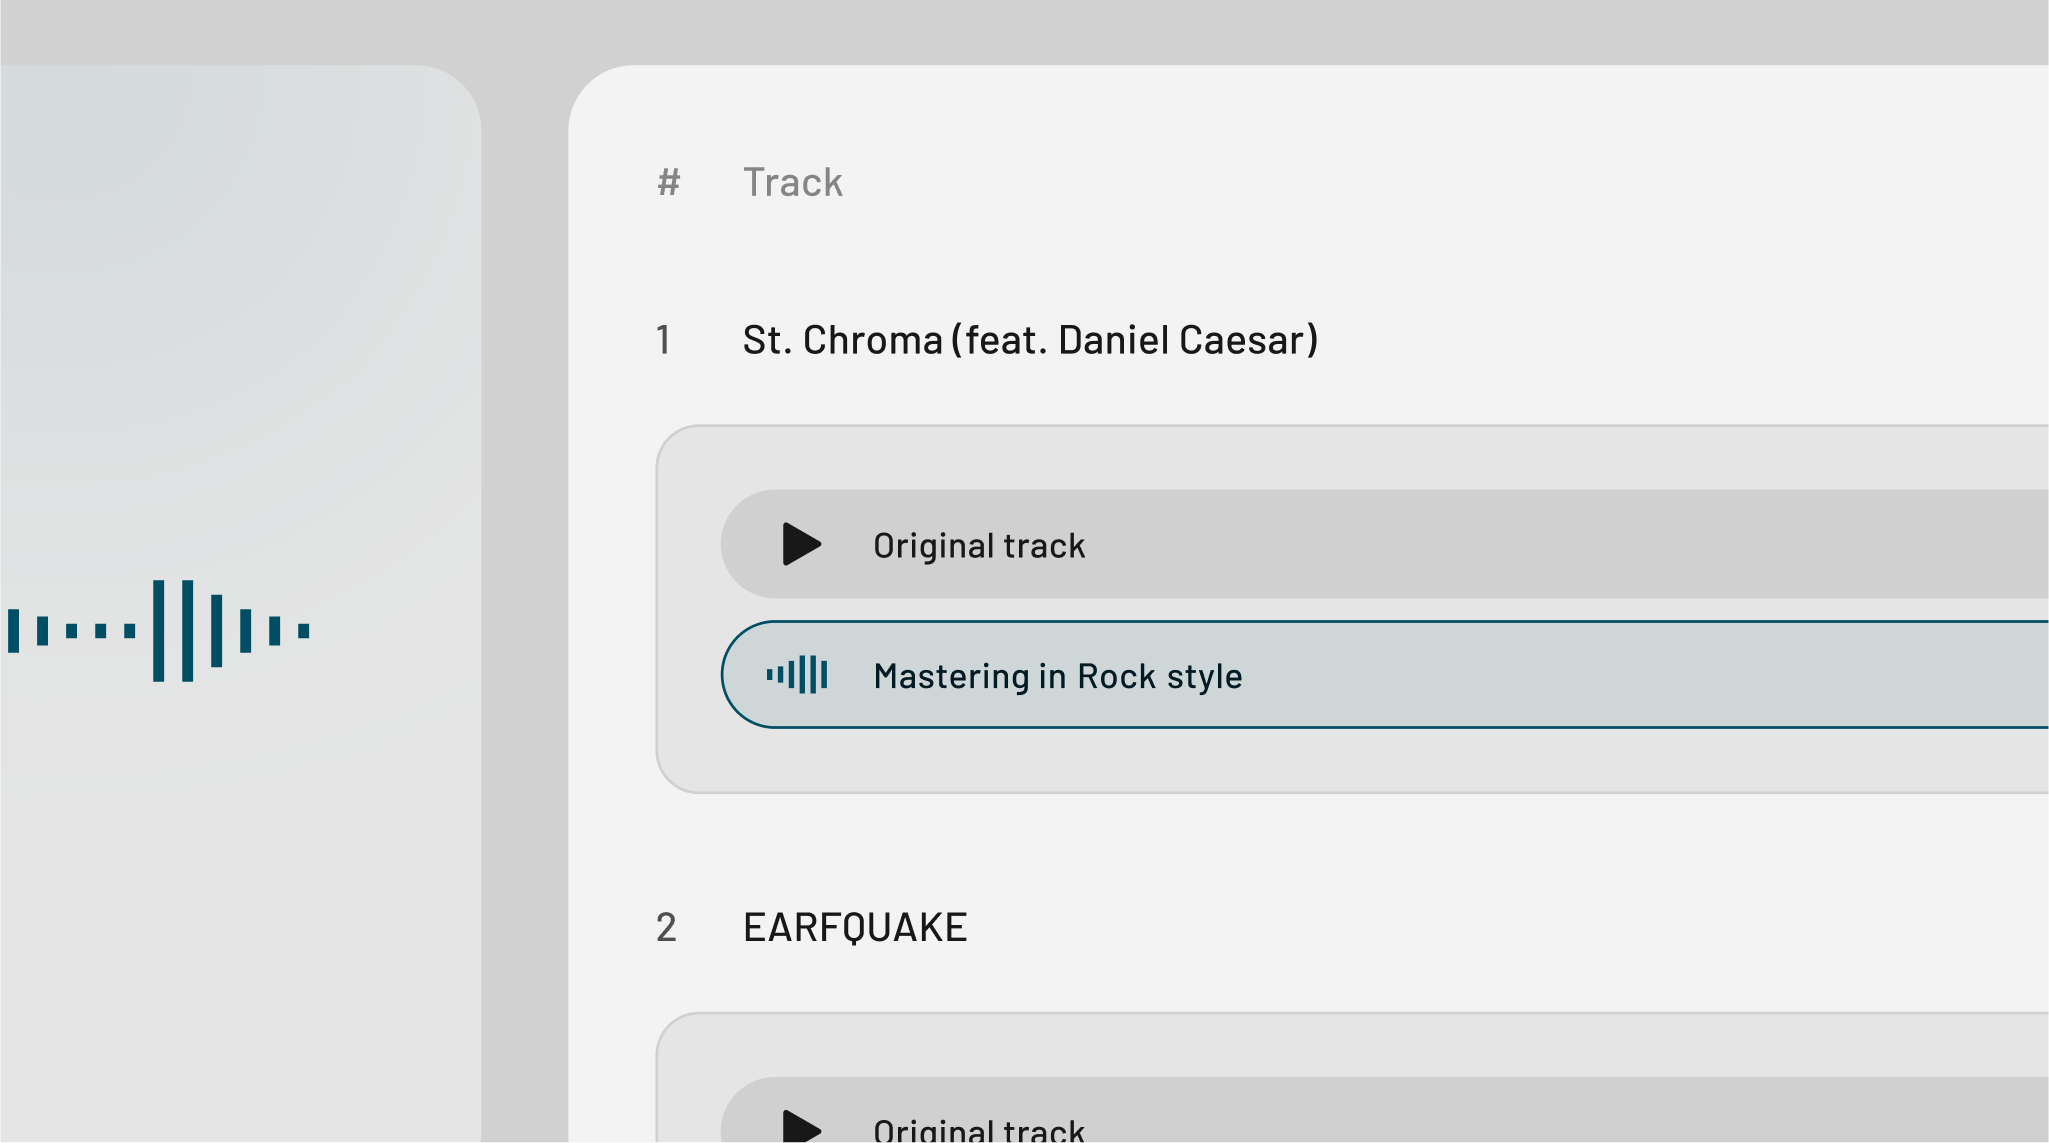 # Track
1 St. Chroma (feat. Daniel Caesar)
Original track
Mastering in Rock style
2 EARFQUAKE
Original track